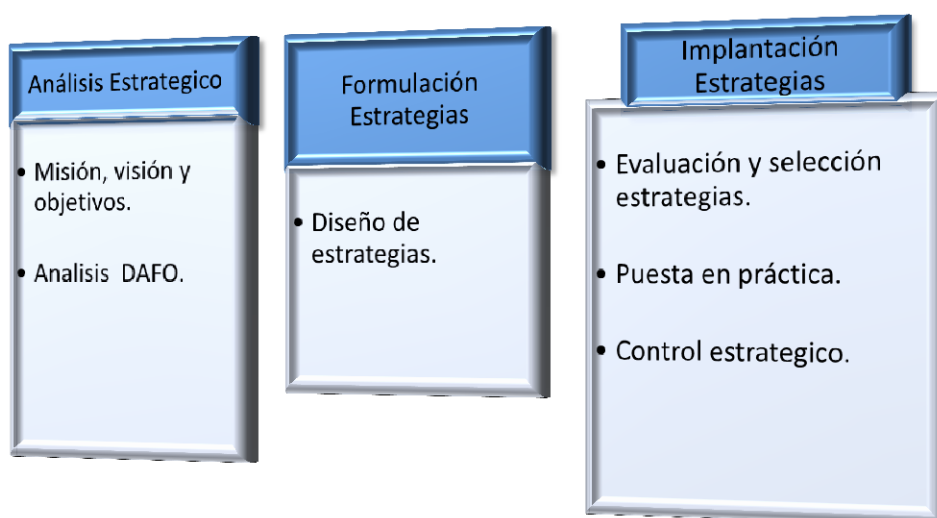 Análisis Estrategico
• Misión, visión y
objetivos.
• Analisis DAFO.
Formulación
Estrategias
• Diseño de
estrategias.
Implantación
Estrategias
• Evaluación y selección
estrategias.
• Puesta en práctica.
• Control estrategico.